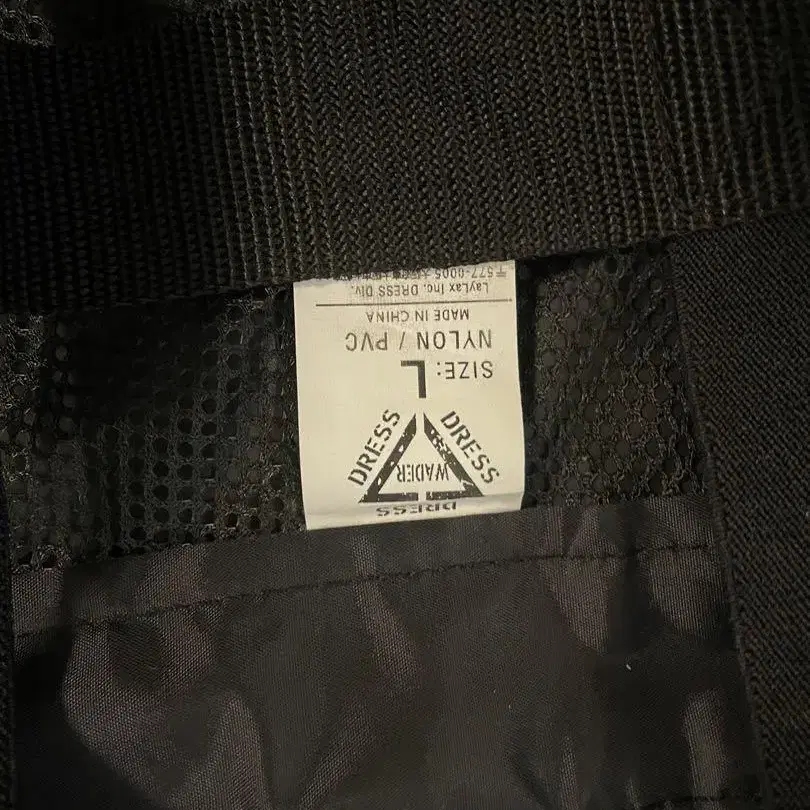 DRESS
DRESS
DRESS
WADER
SIZE: L
NYLON / PVC
MADE IN CHINA
LayLax Inc. DRESS Div.
〒577-0005